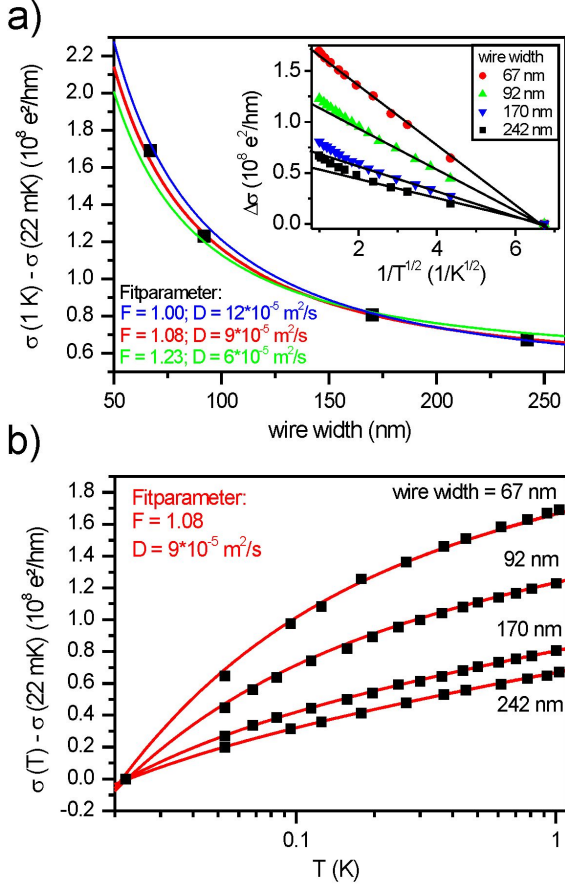 a)
σ (1 K) - σ (22 mK) (10⁸ e²/hm)
2.2
2.0
1.8
1.6
1.4
1.2
1.0
0.8
0.6
50
100
150
200
250
wire width (nm)
Fitparameter:
F = 1.00; D = 12*10⁻⁵ m²/s
F = 1.08; D = 9*10⁻⁵ m²/s
F = 1.23; D = 6*10⁻⁵ m²/s
Δσ (10⁸ e²/hm)
1.5
1.0
0.5
0.0
2
4
6
1/T^1/2 (1/K^1/2)
wire width
67 nm
92 nm
170 nm
242 nm
b)
σ (T) - σ (22 mK) (10⁸ e²/hm)
1.8
1.6
1.4
1.2
1.0
0.8
0.6
0.4
0.2
0.0
-0.2
0.1
1
T (K)
Fitparameter:
F = 1.08
D = 9*10⁻⁵ m²/s
wire width = 67 nm
92 nm
170 nm
242 nm